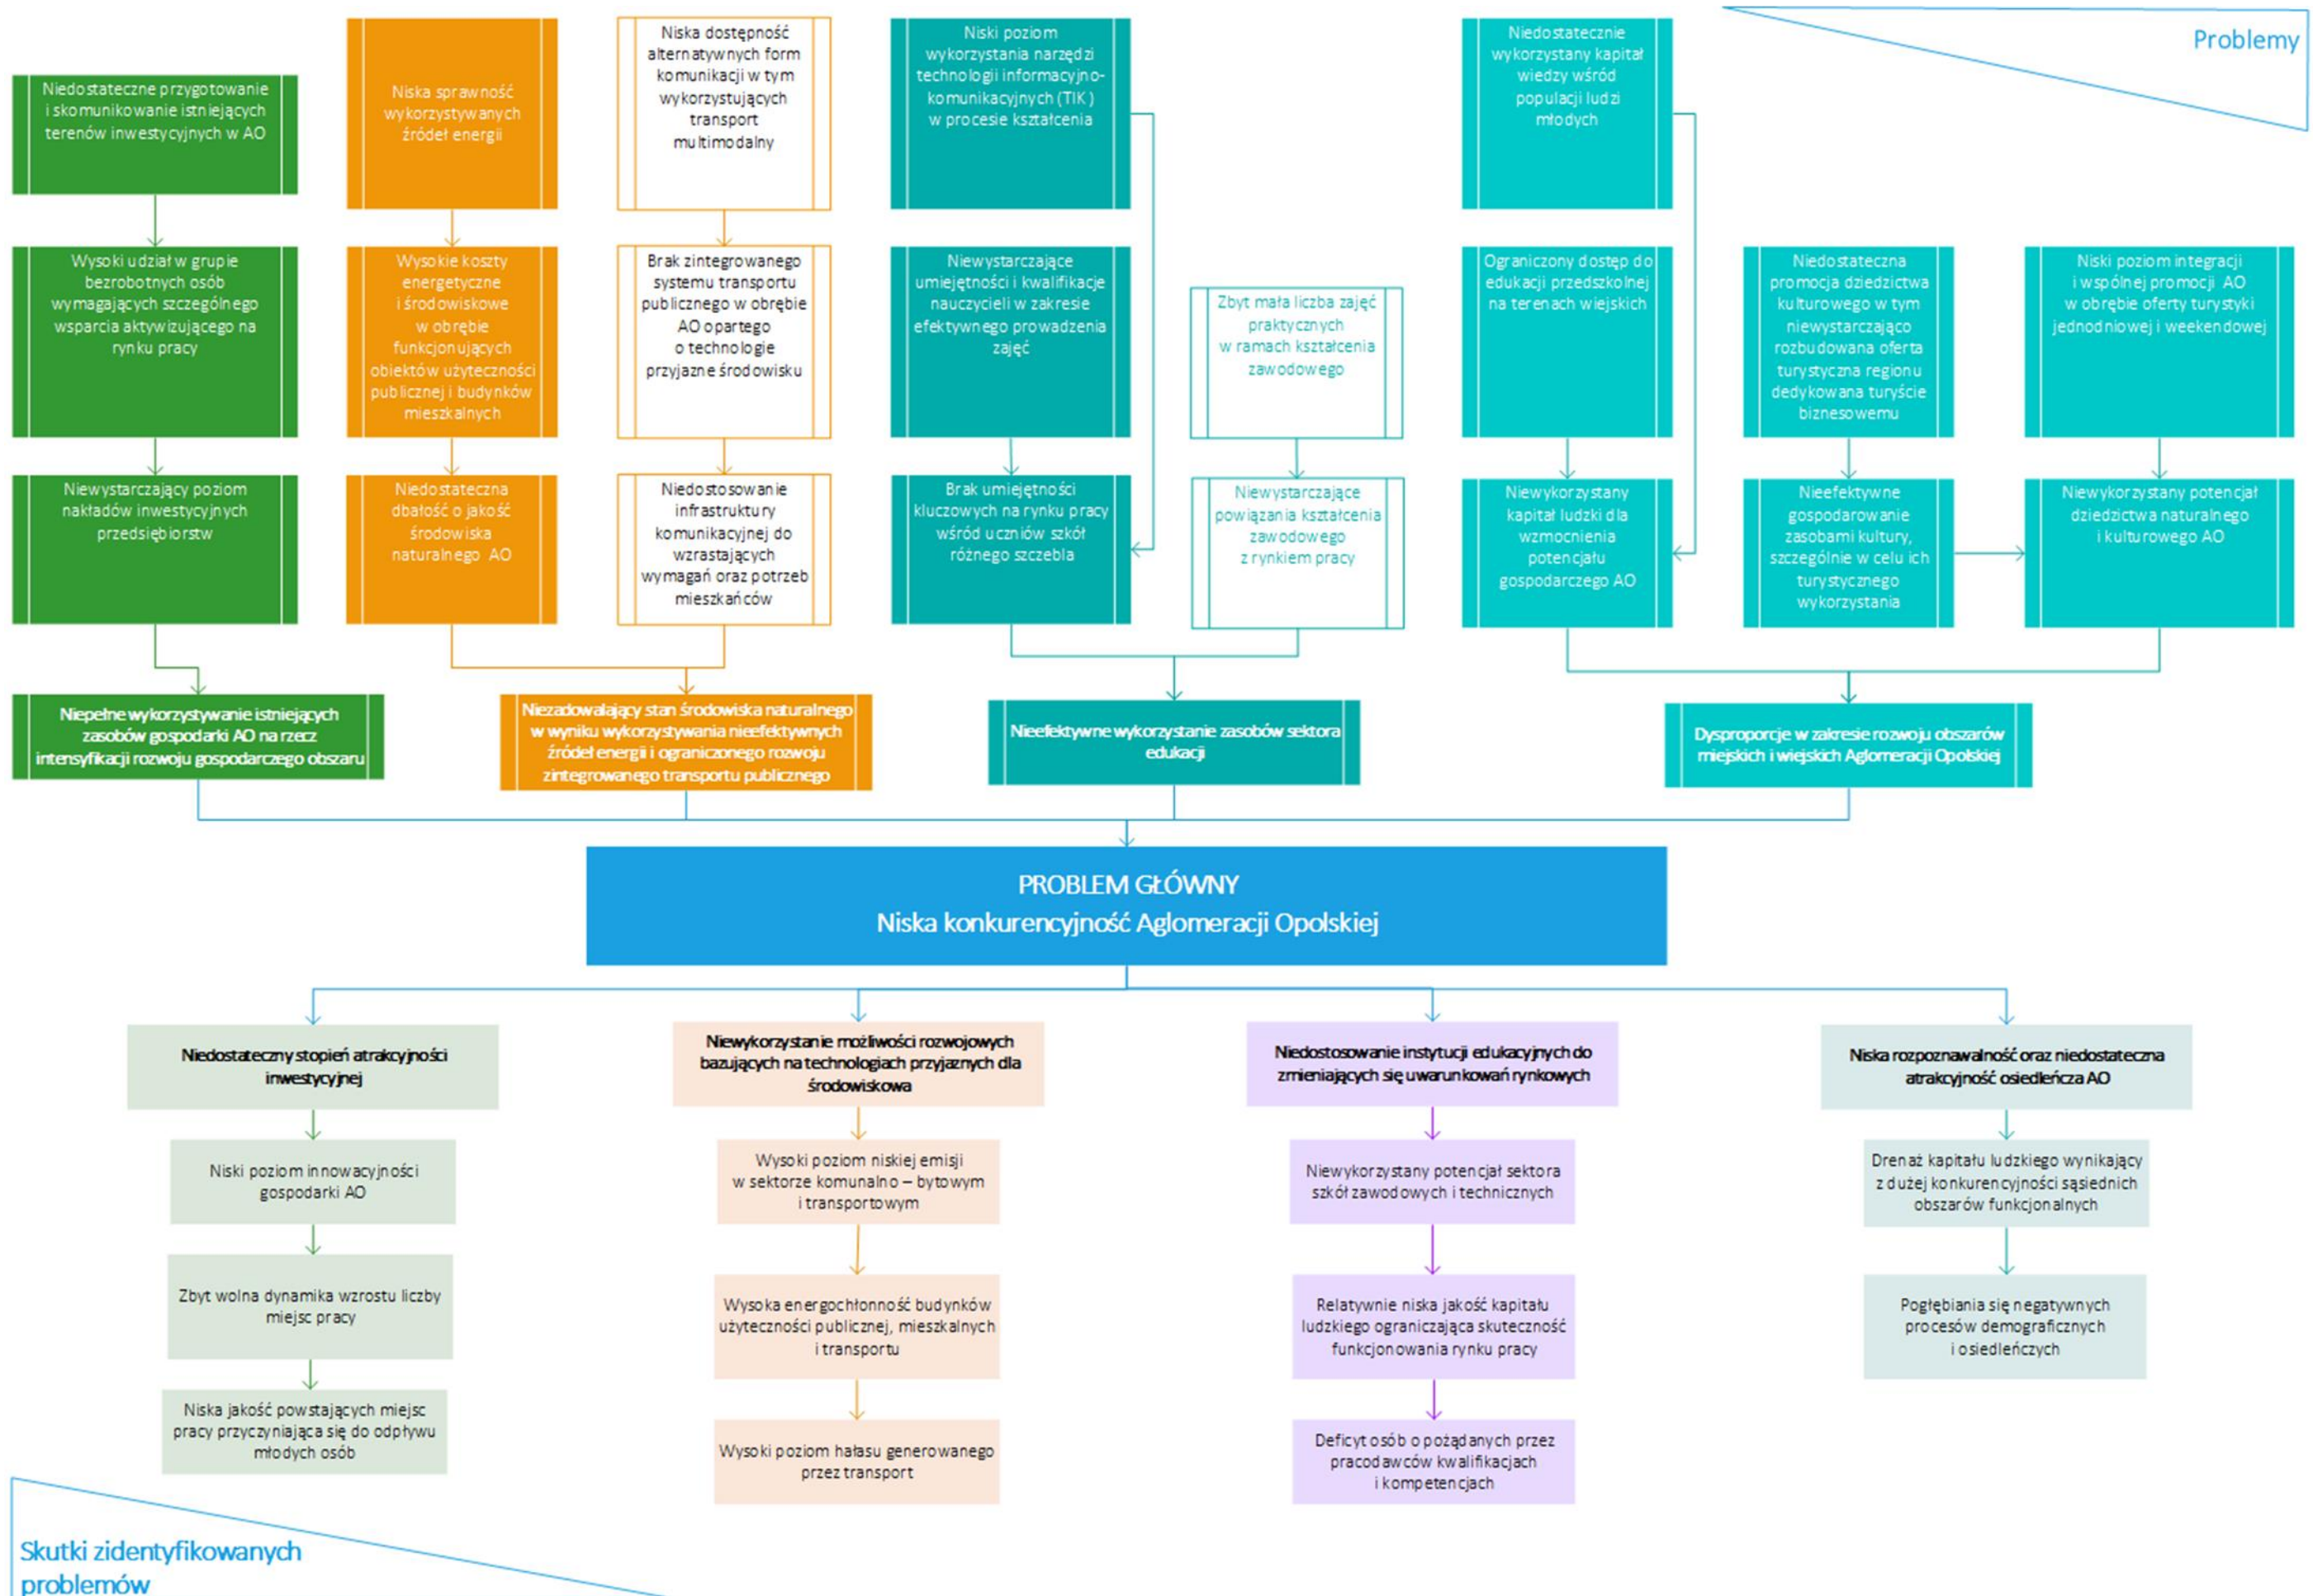 Problemy
Niedostateczne przygotowanie
i skomunikowanie istniejących
terenów inwestycyjnych w AO
Niska sprawność
wykorzystywanych
źródeł energii
Niska dostępność
alternatywnych form
komunikacji w tym
wykorzystujących
transport
multimodalny
Niski poziom
wykorzystania narzędzi
technologii informacyjno-
komunikacyjnych (TIK)
w procesie kształcenia
Niedostatecznie
wykorzystany kapitał
wiedzy wśród
populacji ludzi
młodych
Wysoki udział w grupie
bezrobotnych osób
wymagających szczególnego
wsparcia aktywizującego na
rynku pracy
Wysokie koszty
energetyczne
i środowiskowe
w obrębie
funkcjonujących
obiektów użyteczności
publicznej i budynków
mieszkalnych
Brak zintegrowanego
systemu transportu
publicznego w obrębie
AO opartego
o technologie
przyjazne środowisku
Niewystarczające
umiejętności i kwalifikacje
nauczycieli w zakresie
efektywnego prowadzenia
zajęć
Zbyt mała liczba zajęć
praktycznych
w ramach kształcenia
zawodowego
Ograniczony dostęp do
edukacji przedszkolnej
na terenach wiejskich
Niedostateczna
promocja dziedzictwa
kulturowego w tym
niewystarczająco
rozbudowana oferta
turystyczna regionu
dedykowana turyście
biznesowemu
Niski poziom integracji
i wspólnej promocji AO
w obrębie oferty turystyki
jednodniowej i weekendowej
Niewystarczający poziom
nakładów inwestycyjnych
przedsiębiorstw
Niedostateczna
dbałość o jakość
środowiska
naturalnego AO
Niedostosowanie
infrastruktury
komunikacyjnej do
wzrastających
wymagań oraz potrzeb
mieszkańców
Brak umiejętności
kluczowych na rynku pracy
wśród uczniów szkół
różnego szczebla
Niewystarczające
powiązania kształcenia
zawodowego
z rynkiem pracy
Niewykorzystany
kapitał ludzki dla
wzmocnienia
potencjału
gospodarczego AO
Nieefektywne
gospodarowanie
zasobami kultury,
szczególnie w celu ich
turystycznego
wykorzystania
Niewykorzystany potencjał
dziedzictwa naturalnego
i kulturowego AO
Niepełne wykorzystywanie istniejących
zasobów gospodarki AO na rzecz
intensyfikacji rozwoju gospodarczego obszaru
Niezadowalający stan środowiska naturalnego
w wyniku wykorzystywania nieefektywnych
źródeł energii i ograniczonego rozwoju
zintegrowanego transportu publicznego
Nieefektywne wykorzystanie zasobów sektora
edukacji
Dysproporcje w zakresie rozwoju obszarów
miejskich i wiejskich Aglomeracji Opolskiej
PROBLEM GŁÓWNY
Niska konkurencyjność Aglomeracji Opolskiej
Niedostateczny stopień atrakcyjności
inwestycyjnej
Niewykorzystanie możliwości rozwojowych
bazujących na technologiach przyjaznych dla
środowiskowa
Niedostosowanie instytucji edukacyjnych do
zmieniających się uwarunkowań rynkowych
Niska rozpoznawalność oraz niedostateczna
atrakcyjność osiedleńcza AO
Niski poziom innowacyjności
gospodarki AO
Wysoki poziom niskiej emisji
w sektorze komunalno – bytowym
i transportowym
Niewykorzystany potencjał sektora
szkół zawodowych i technicznych
Drenaż kapitału ludzkiego wynikający
z dużej konkurencyjności sąsiednich
obszarów funkcjonalnych
Zbyt wolna dynamika wzrostu liczby
miejsc pracy
Wysoka energochłonność budynków
użyteczności publicznej, mieszkalnych
i transportu
Relatywnie niska jakość kapitału
ludzkiego ograniczająca skuteczność
funkcjonowania rynku pracy
Pogłębiania się negatywnych
procesów demograficznych
i osiedleńczych
Niska jakość powstających miejsc
pracy przyczyniająca się do odpływu
młodych osób
Wysoki poziom hałasu generowanego
przez transport
Deficyt osób o pożądanych przez
pracodawców kwalifikacjach
i kompetencjach
Skutki zidentyfikowanych
problemów